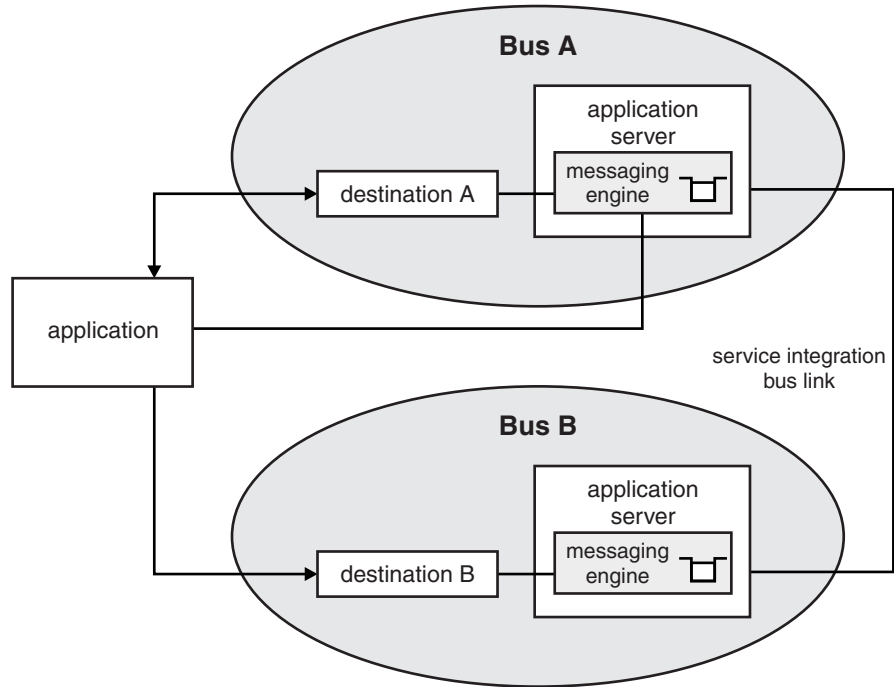 Bus A
application
server
messaging
engine
destination A
application
service integration
bus link
Bus B
application
server
messaging
engine
destination B